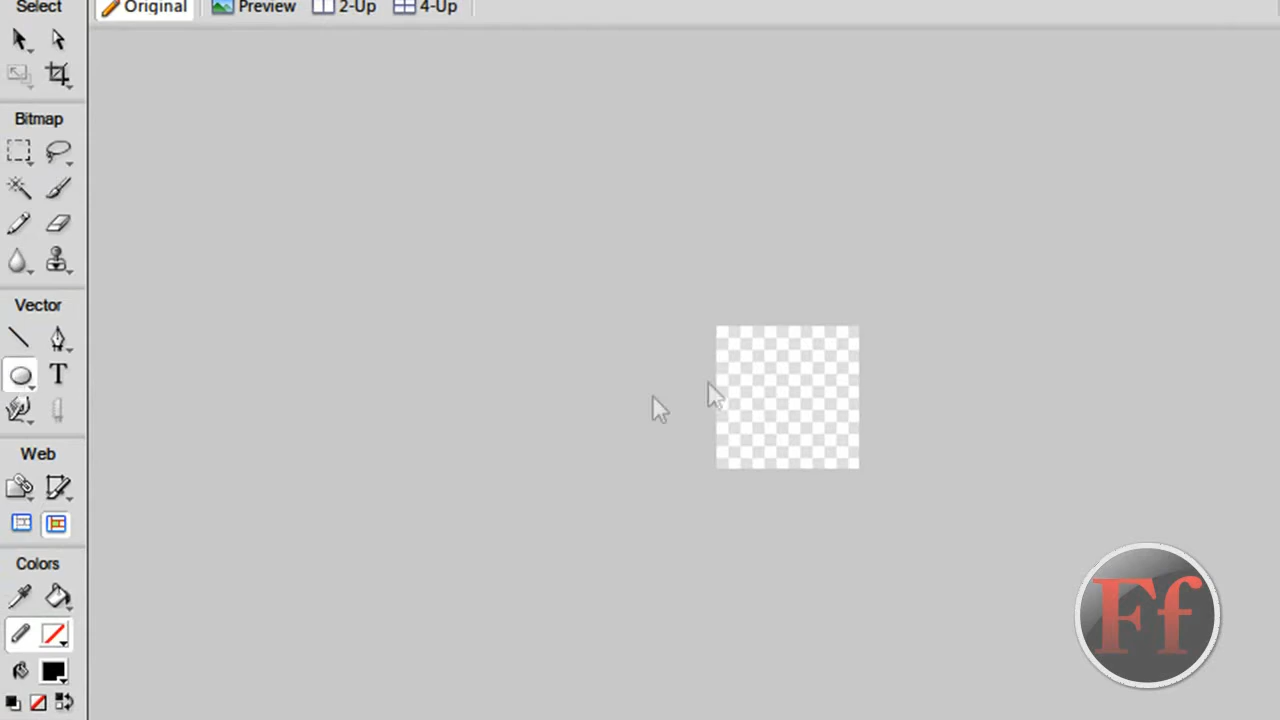 Select
Original Preview 2-Up 4-Up
Bitmap
Vector
T
Web
Colors
Ff